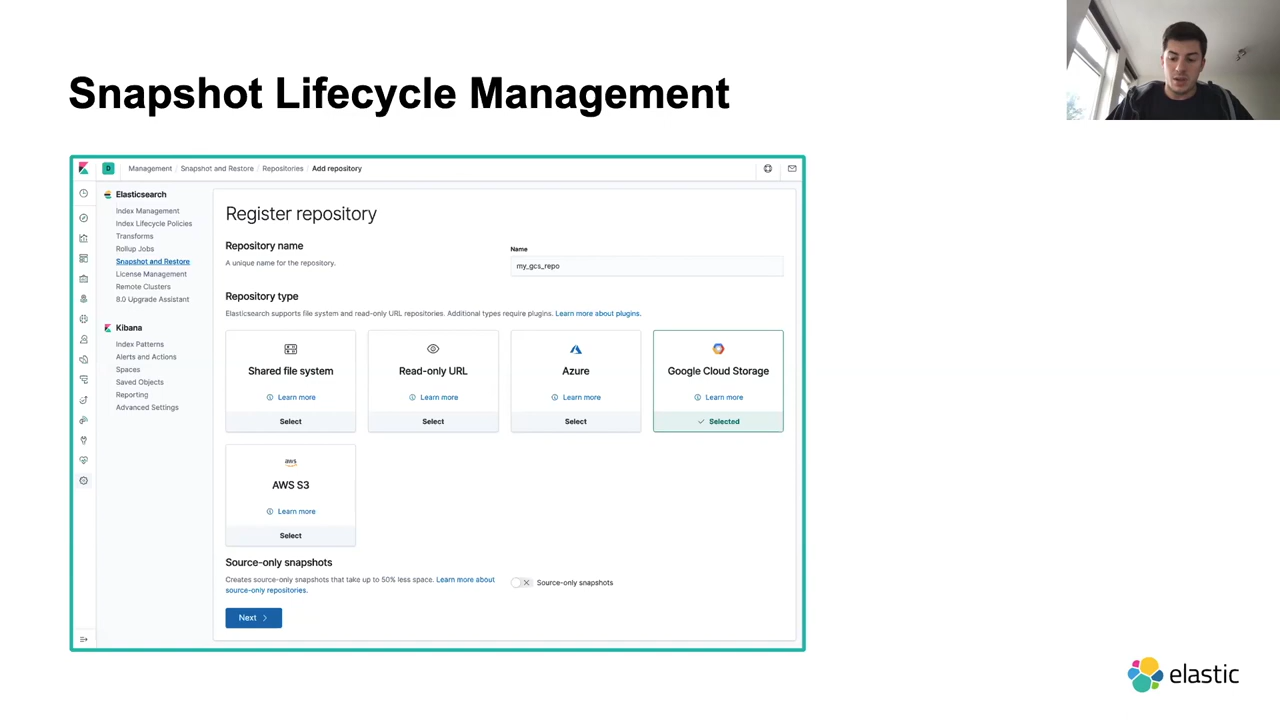 Snapshot Lifecycle Management
D
Management / Snapshot and Restore / Repositories / Add repository
Elasticsearch
Index Management
Index Lifecycle Policies
Transforms
Rollup Jobs
Snapshot and Restore
License Management
Remote Clusters
8.0 Upgrade Assistant
Kibana
Index Patterns
Alerts and Actions
Spaces
Saved Objects
Reporting
Advanced Settings
Register repository
Repository name
A unique name for the repository.
Name
my_gcs_repo
Repository type
Elasticsearch supports file system and read-only URL repositories. Additional types require plugins. Learn more about plugins.
Shared file system
Learn more
Select
Read-only URL
Learn more
Select
Azure
Learn more
Select
Google Cloud Storage
Learn more
Selected
aws
AWS S3
Learn more
Select
Source-only snapshots
Creates source-only snapshots that take up to 50% less space. Learn more about
source-only repositories.
Source-only snapshots
Next
elastic